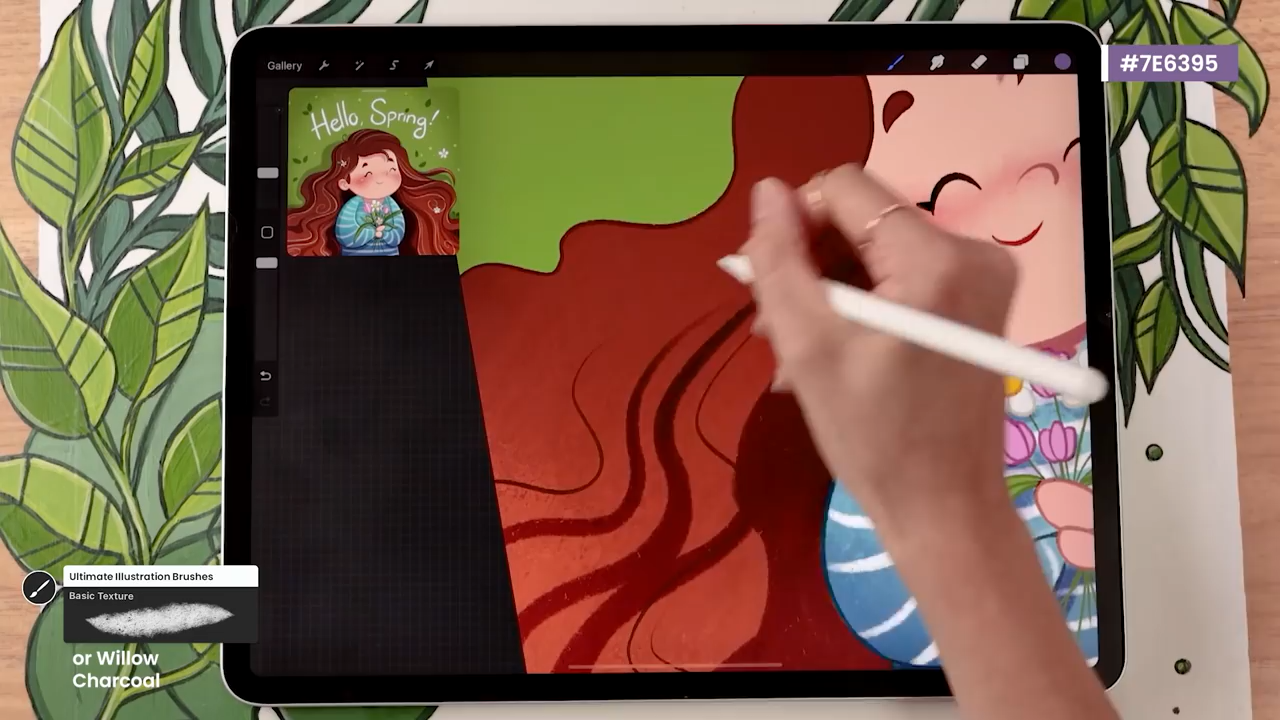 Gallery
#7E6395
Hello, Spring!
Ultimate Illustration Brushes
Basic Texture
or Willow
Charcoal